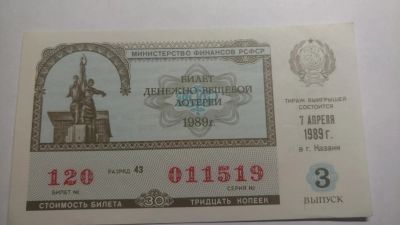 МИНИСТЕРСТВО ФИНАНСОВ РСФСР
БИЛЕТ
ДЕНЕЖНО-ВЕЩЕВОЙ
ЛОТЕРЕИ
1989г.
ТИРАЖ ВЫИГРЫШЕЙ
СОСТОИТСЯ
7 АПРЕЛЯ
1989 г.
в г. Казани
120 РАЗРЯД 43 011519
БИЛЕТ № СЕРИЯ №
3
ВЫПУСК
СТОИМОСТЬ БИЛЕТА 30 ТРИДЦАТЬ КОПЕЕК